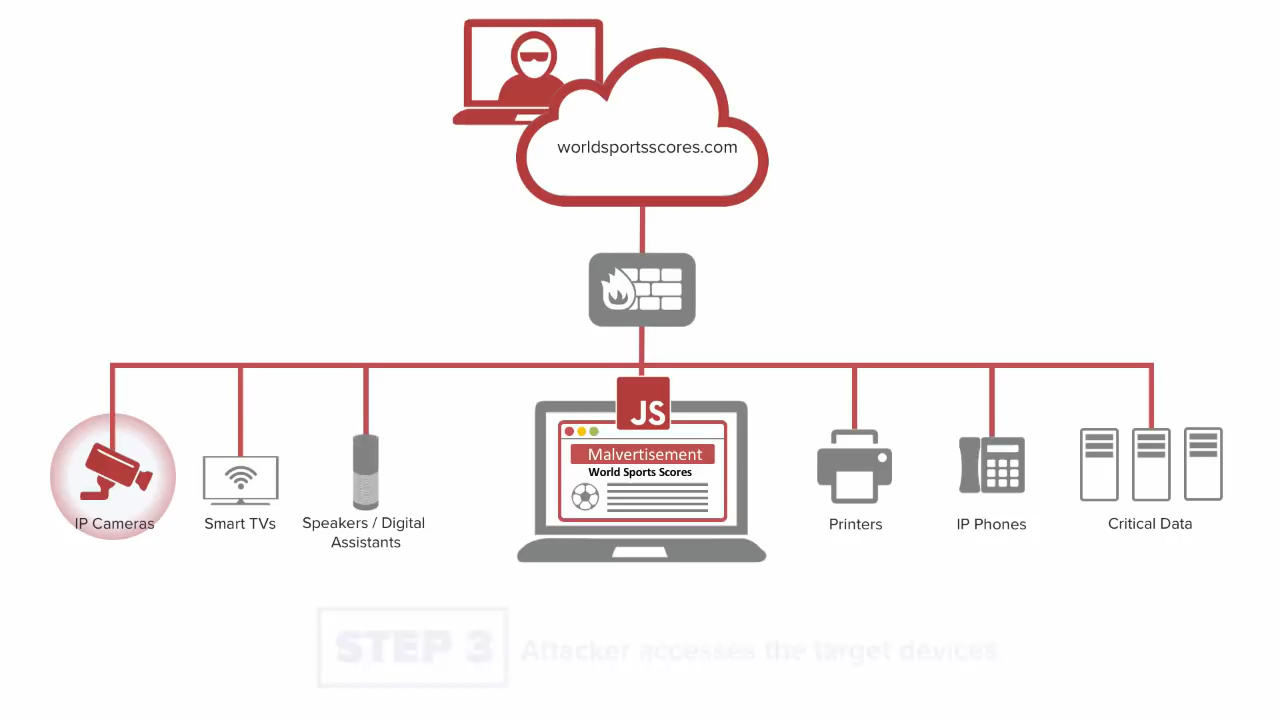 worldsportsscores.com
JS
Malvertisement
World Sports Scores
IP Cameras
Smart TVs
Speakers / Digital
Assistants
Printers
IP Phones
Critical Data
STEP 3
Attacker accesses the target devices